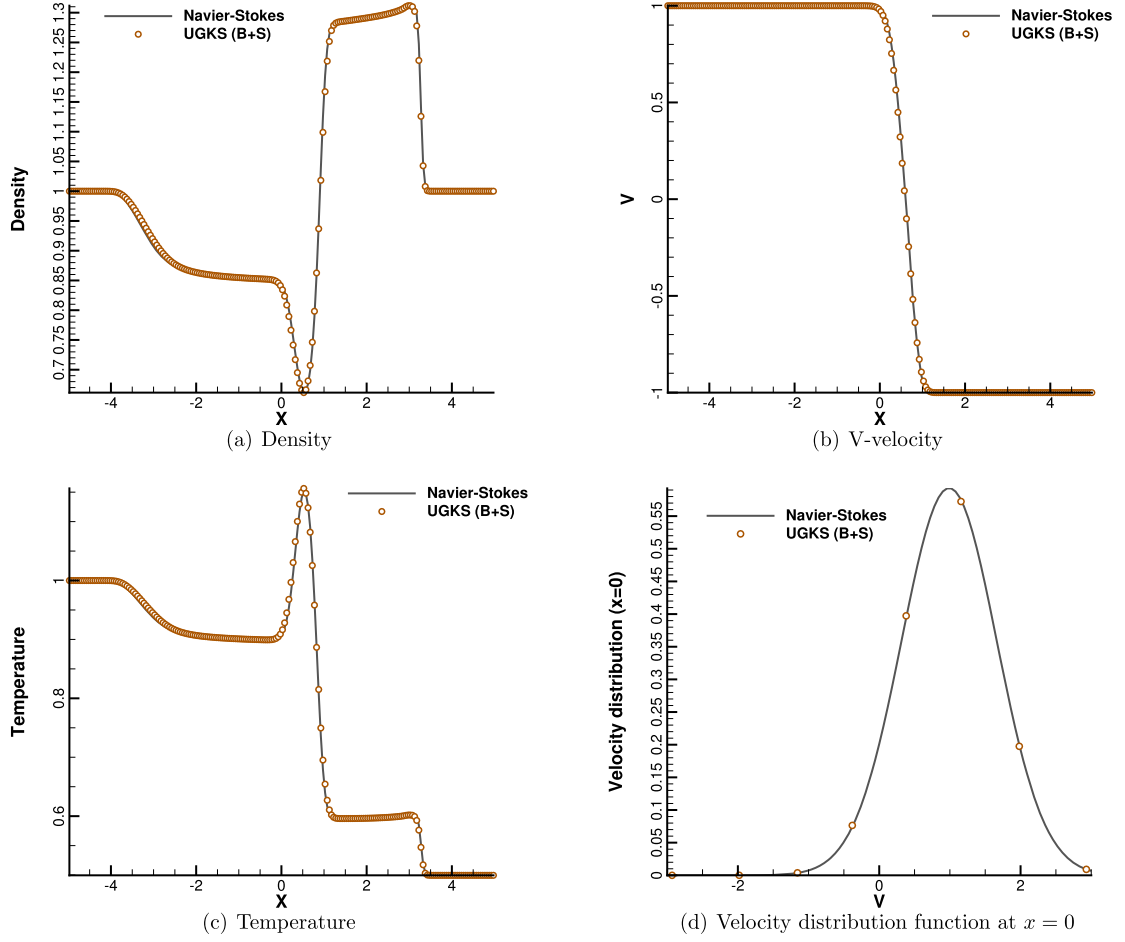 Navier-Stokes
UGKS (B+S)
Density
1.3
1.25
1.2
1.15
1.1
1.05
1
0.95
0.9
0.85
0.8
0.75
0.7
-4 -2 0 2 4
X
(a) Density
Navier-Stokes
UGKS (B+S)
V
1
0.5
0
-0.5
-1
-4 -2 0 2 4
X
(b) V-velocity
Navier-Stokes
UGKS (B+S)
Temperature
1
0.8
0.6
-4 -2 0 2 4
X
(c) Temperature
Navier-Stokes
UGKS (B+S)
Velocity distribution (x=0)
0.55
0.5
0.45
0.4
0.35
0.3
0.25
0.2
0.15
0.1
0.05
0
-2 0 2
V
(d) Velocity distribution function at x = 0